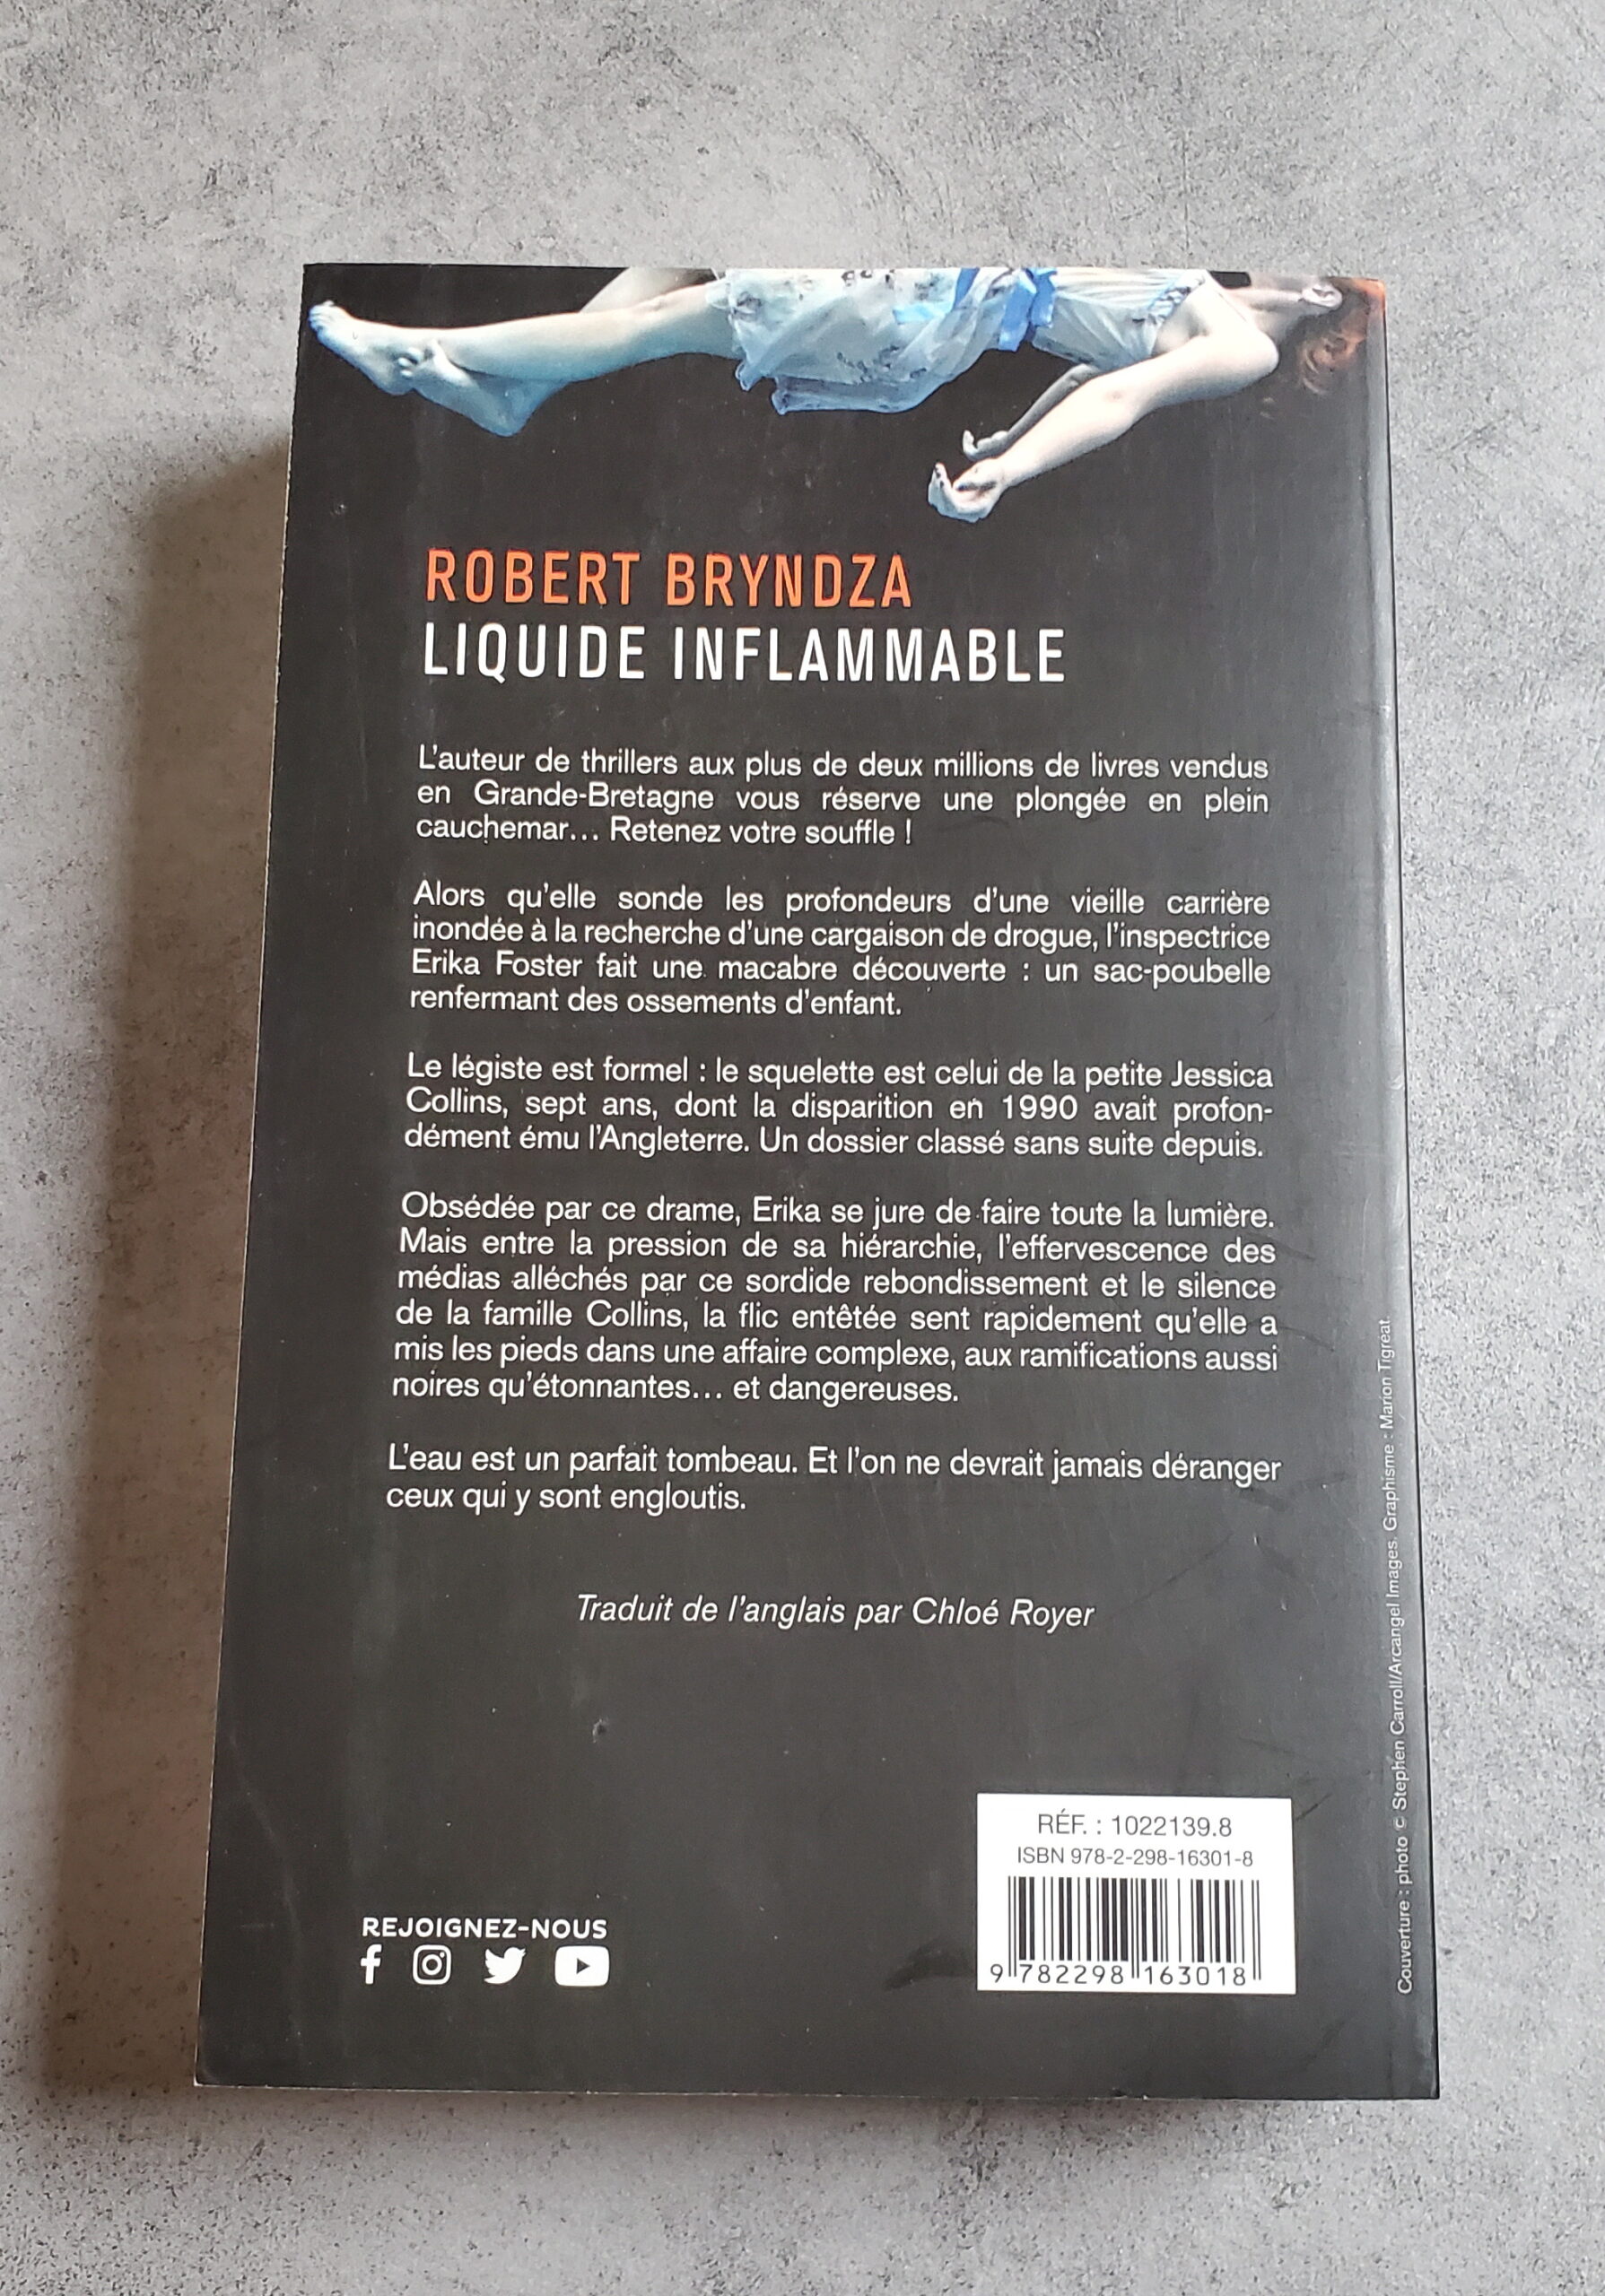 ROBERT BRYNDZA
LIQUIDE INFLAMMABLE
L'auteur de thrillers aux plus de deux millions de livres vendus
en Grande-Bretagne vous réserve une plongée en plein
cauchemar... Retenez votre souffle !
Alors qu'elle sonde les profondeurs d'une vieille carrière
inondée à la recherche d'une cargaison de drogue, l'inspectrice
Erika Foster fait une macabre découverte : un sac-poubelle
renfermant des ossements d'enfant.
Le légiste est formel : le squelette est celui de la petite Jessica
Collins, sept ans, dont la disparition en 1990 avait profon-
dément ému l'Angleterre. Un dossier classé sans suite depuis.
Obsédée par ce drame, Erika se jure de faire toute la lumière.
Mais entre la pression de sa hiérarchie, l'effervescence des
médias alléchés par ce sordide rebondissement et le silence
de la famille Collins, la flic entêtée sent rapidement qu'elle a
mis les pieds dans une affaire complexe, aux ramifications aussi
noires qu'étonnantes... et dangereuses.
L'eau est un parfait tombeau. Et l'on ne devrait jamais déranger
ceux qui y sont engloutis.
Traduit de l'anglais par Chloé Royer
RÉF. : 1022139.8
ISBN 978-2-298-16301-8
9 782298 163018
REJOIGNEZ-NOUS
Couverture : photo © Stephen Carroll/Arcangel Images. Graphisme : Marion Tigréat